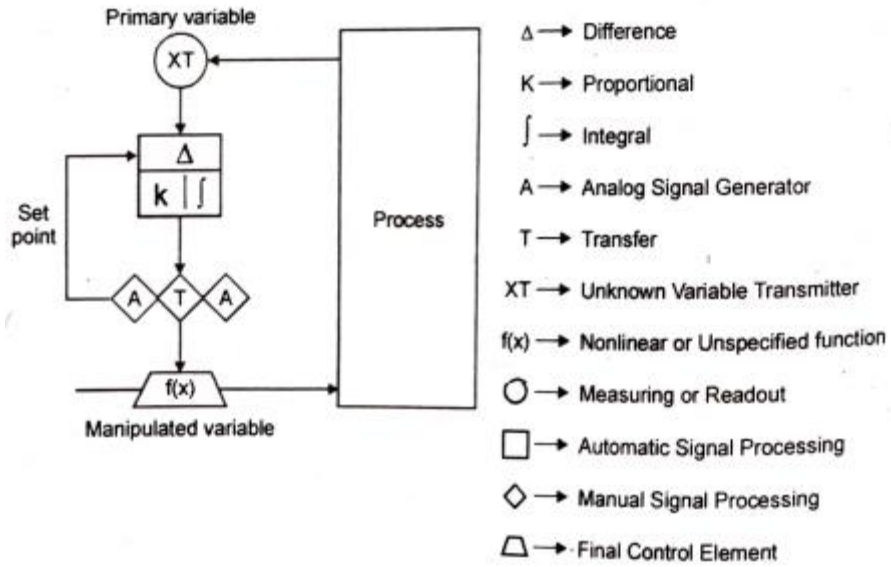 Primary variable
XT
Δ
k | ∫
Set
point
A T A
f(x)
Manipulated variable
Process
Δ → Difference
K → Proportional
∫ → Integral
A → Analog Signal Generator
T → Transfer
XT → Unknown Variable Transmitter
f(x) → Nonlinear or Unspecified function
→ Measuring or Readout
→ Automatic Signal Processing
→ Manual Signal Processing
→ Final Control Element